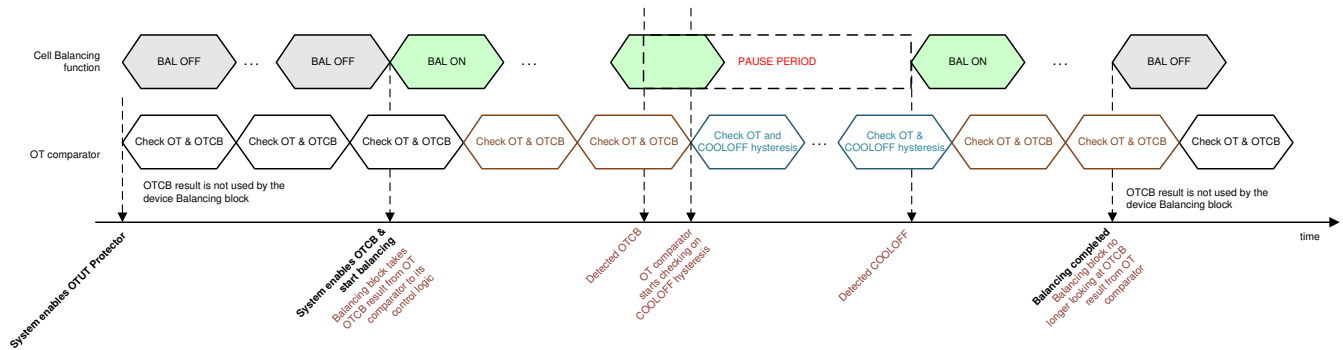 Cell Balancing
function
BAL OFF
...
BAL OFF
BAL ON
...
PAUSE PERIOD
BAL ON
...
BAL OFF
OT comparator
Check OT & OTCB
Check OT & OTCB
Check OT & OTCB
Check OT & OTCB
Check OT & OTCB
Check OT and
COOLOFF hysteresis
...
Check OT &
COOLOFF hysteresis
Check OT & OTCB
Check OT & OTCB
Check OT & OTCB
OTCB result is not used by the
device Balancing block
OTCB result is not used by the
device Balancing block
time
System enables OTUT Protector
System enables OTCB &
start balancing
Balancing block takes
OTCB result from OT
comparator to its
control logic
Detected OTCB
OT comparator
starts checking on
COOLOFF hysteresis
Detected COOLOFF
Balancing completed
Balancing block no
longer looking at OTCB
result from OT
comparator